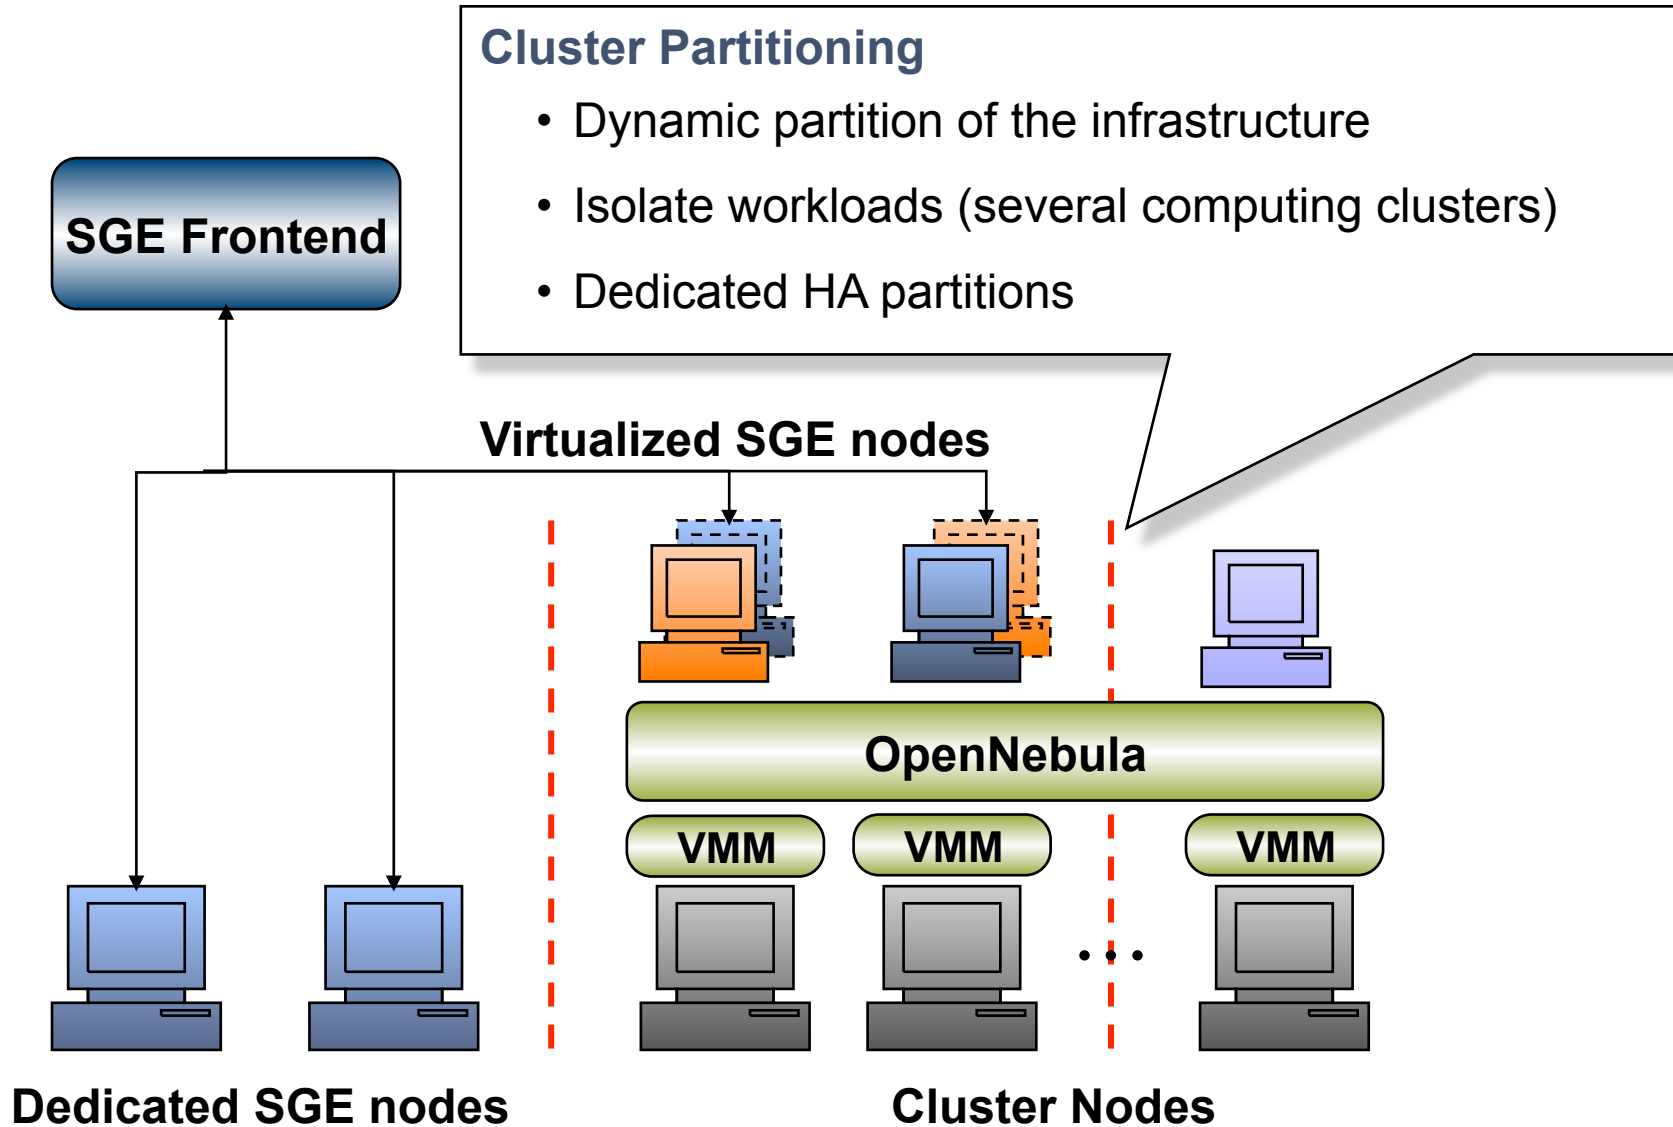 Cluster Partitioning
• Dynamic partition of the infrastructure
• Isolate workloads (several computing clusters)
• Dedicated HA partitions
SGE Frontend
Virtualized SGE nodes
OpenNebula
VMM
VMM
VMM
...
Dedicated SGE nodes
Cluster Nodes